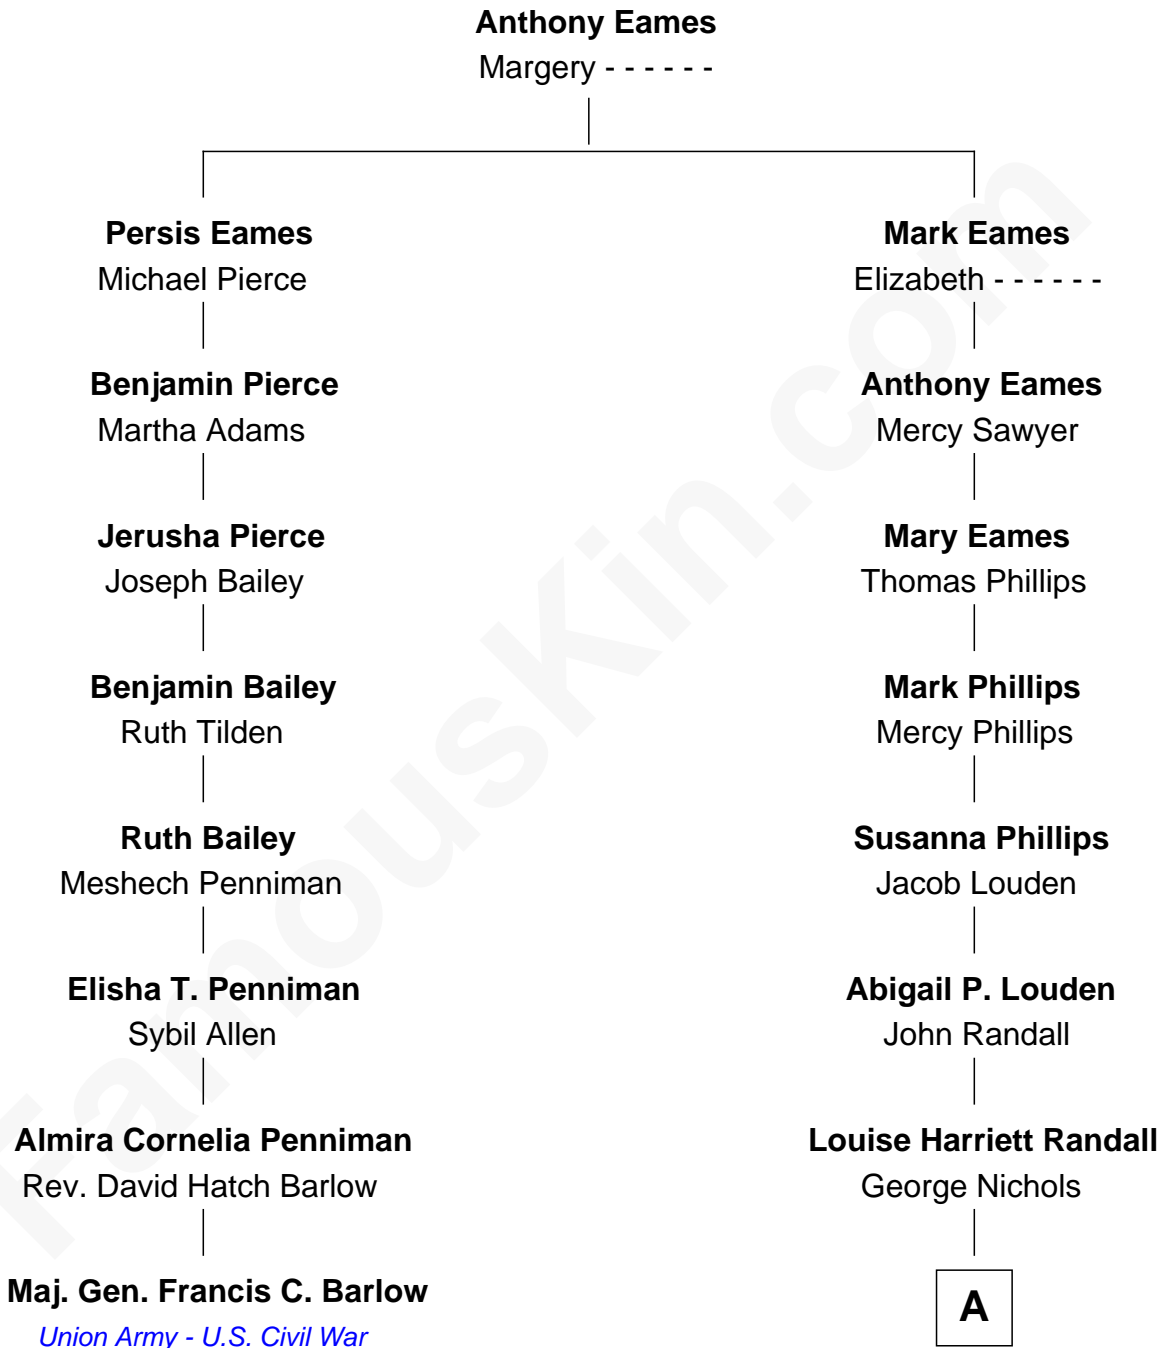 Anthony Eames
Margery - - - - - -
Persis Eames
Michael Pierce
Mark Eames
Elizabeth - - - - - -
Benjamin Pierce
Martha Adams
Anthony Eames
Mercy Sawyer
Jerusha Pierce
Joseph Bailey
Mary Eames
Thomas Phillips
Benjamin Bailey
Ruth Tilden
Mark Phillips
Mercy Phillips
Ruth Bailey
Meshech Penniman
Susanna Phillips
Jacob Louden
Elisha T. Penniman
Sybil Allen
Abigail P. Louden
John Randall
Almira Cornelia Penniman
Rev. David Hatch Barlow
Louise Harriett Randall
George Nichols
Maj. Gen. Francis C. Barlow
Union Army - U.S. Civil War
A
FamousKin.com